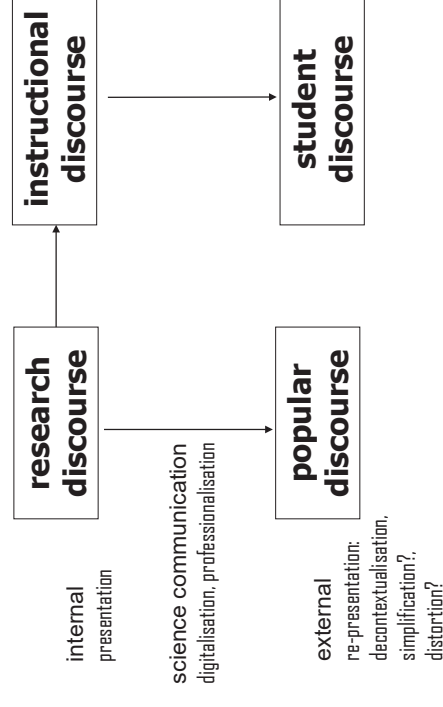 internal
presentation
research
discourse
instructional
discourse
science communication
digitalisation, professionalisation
external
re-presentation:
decontextualisation,
simplification?,
distortion?
popular
discourse
student
discourse